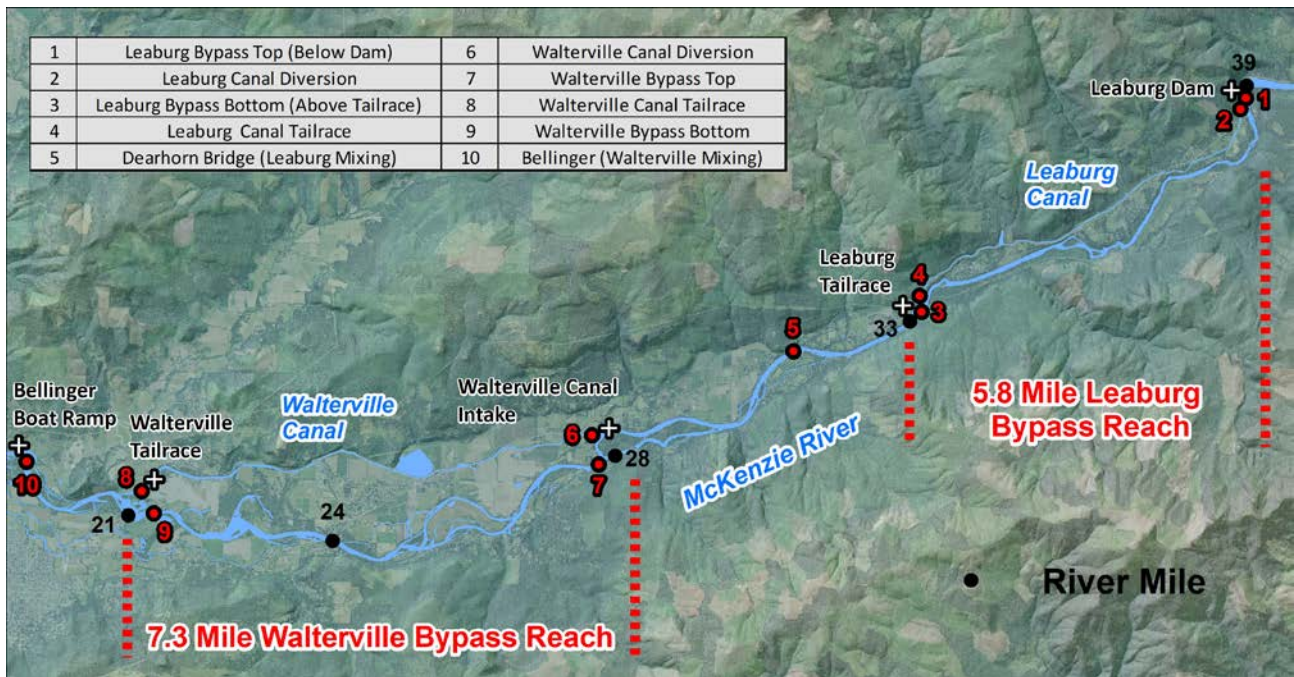 1 Leaburg Bypass Top (Below Dam) 6 Walterville Canal Diversion
2 Leaburg Canal Diversion 7 Walterville Bypass Top
3 Leaburg Bypass Bottom (Above Tailrace) 8 Walterville Canal Tailrace
4 Leaburg Canal Tailrace 9 Walterville Bypass Bottom
5 Dearhorn Bridge (Leaburg Mixing) 10 Bellinger (Walterville Mixing)
39
Leaburg Dam
1
2
Leaburg
Canal
Leaburg
Tailrace
4
3
33
5
5.8 Mile Leaburg
Bypass Reach
McKenzie River
Walterville Canal
Intake
6
28
7
Walterville
Canal
Bellinger
Boat Ramp
Walterville
Tailrace
10
8
21
9
24
River Mile
7.3 Mile Walterville Bypass Reach